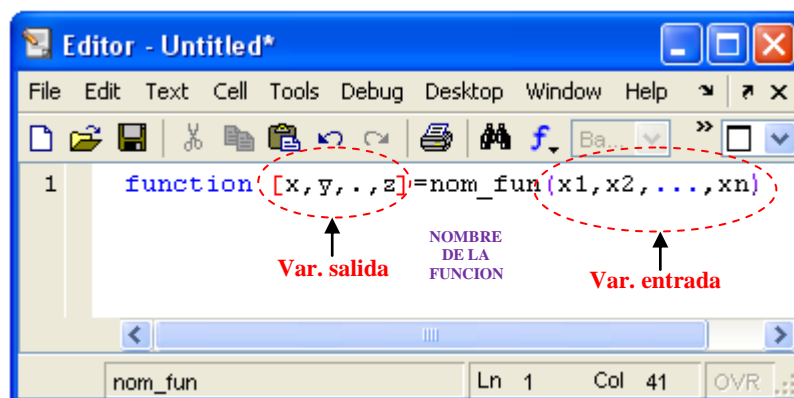 Editor - Untitled*
File Edit Text Cell Tools Debug Desktop Window Help
Ba...
1 function [x,y,.,z]=nom_fun(x1,x2,...,xn)
NOMBRE
DE LA
FUNCION
Var. salida
Var. entrada
nom_fun Ln 1 Col 41 OVR